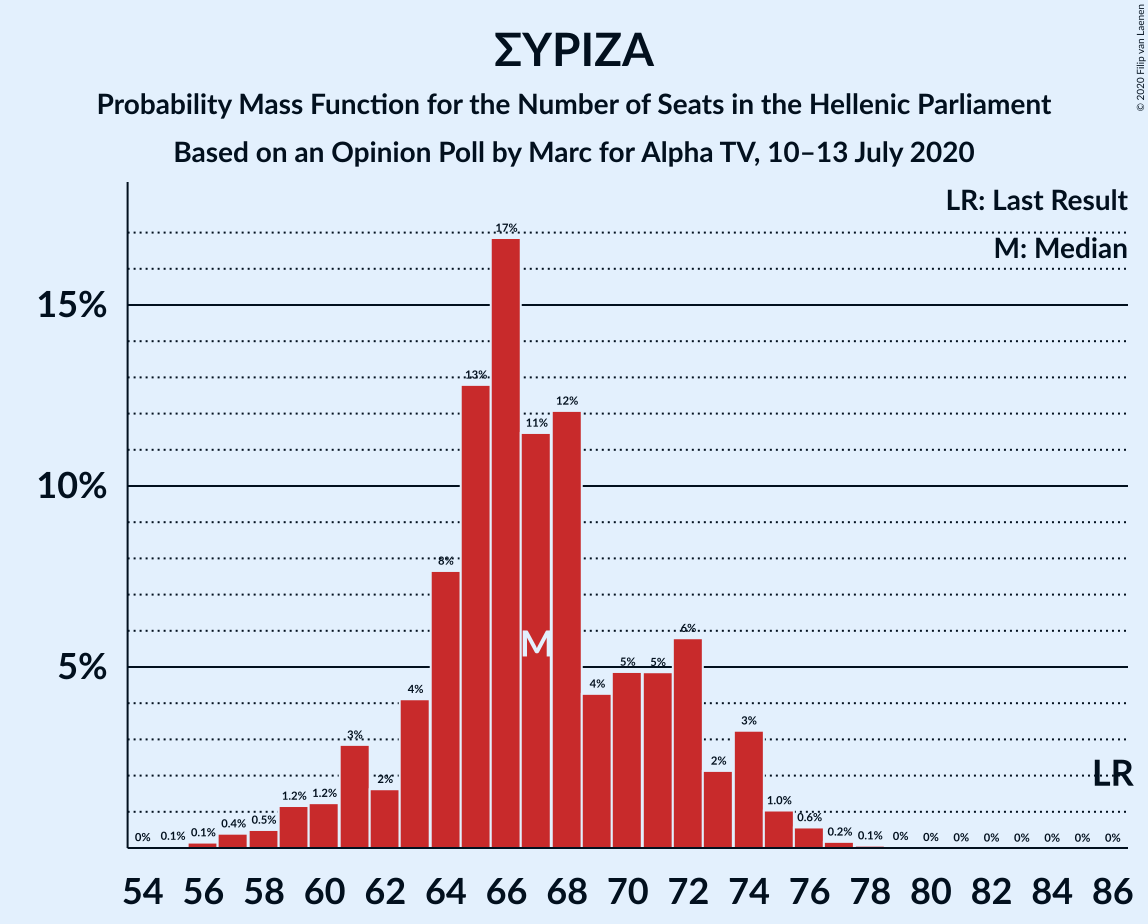 ΣΥΡΙΖΑ
Probability Mass Function for the Number of Seats in the Hellenic Parliament
Based on an Opinion Poll by Marc for Alpha TV, 10–13 July 2020
© 2020 Filip van Laenen
LR: Last Result
M: Median
15%
10%
5%
0% 0.1% 0.1% 0.4% 0.5% 1.2% 1.2% 3% 2% 4% 8% 13% 17% 11% 12% 4% 5% 5% 6% 2% 3% 1.0% 0.6% 0.2% 0.1% 0% 0% 0% 0% 0% 0% 0% 0%
M
LR
54 56 58 60 62 64 66 68 70 72 74 76 78 80 82 84 86